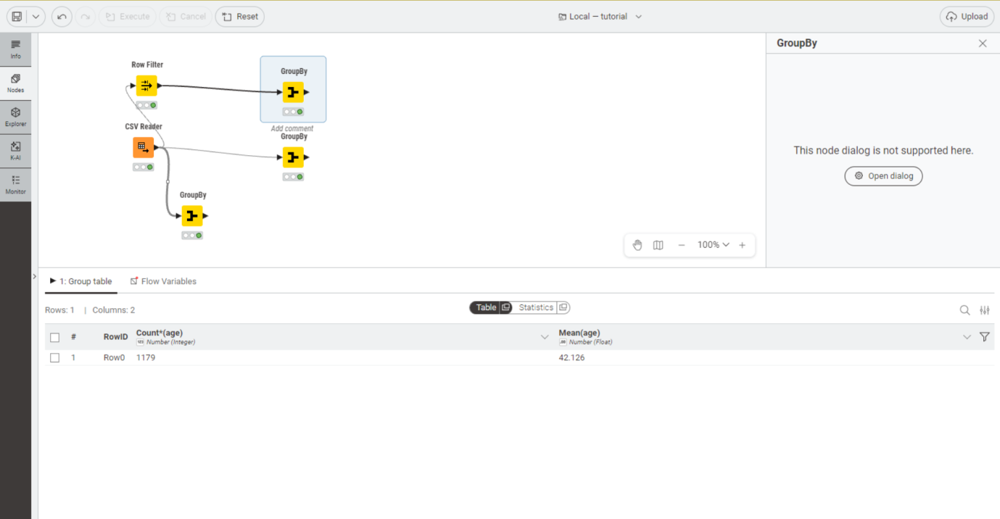 Execute Cancel Reset Local — tutorial Upload
Info
Nodes
Explorer
K-AI
Monitor
Row Filter
GroupBy
Add comment
CSV Reader
GroupBy
GroupBy
100%
GroupBy
This node dialog is not supported here.
Open dialog
1: Group table Flow Variables
Rows: 1 | Columns: 2
Table Statistics
# RowID Count*(age) Mean(age)
Number (Integer) Number (Float)
1 Row0 1179 42.126